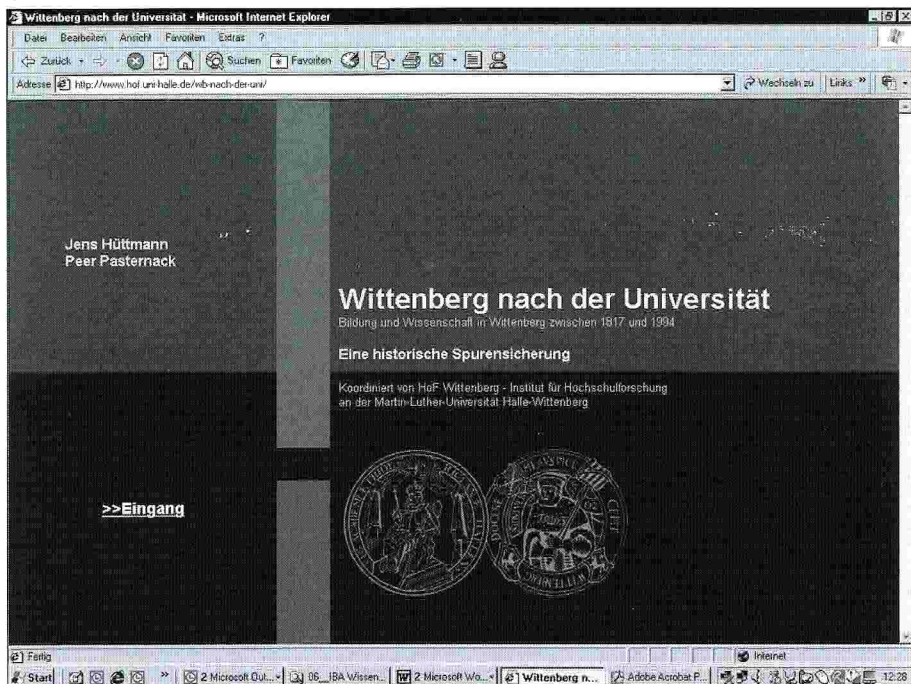 Wittenberg nach der Universität - Microsoft Internet Explorer
Datei Bearbeiten Ansicht Favoriten Extras ?
Zurück Suchen Favoriten
Adresse http://www.hof.uni-halle.de/wb-nach-der-uni/ Wechseln zu Links »
Jens Hüttmann
Peer Pasternack
Wittenberg nach der Universität
Bildung und Wissenschaft in Wittenberg zwischen 1817 und 1994
Eine historische Spurensicherung
Koordiniert von HoF Wittenberg - Institut für Hochschulforschung
an der Martin-Luther-Universität Halle-Wittenberg
>>Eingang
WITTENBERG
Fertig Internet
Start » 2 Microsoft Out... 06_IBA Wissen... 2 Microsoft Wo... Wittenberg n... Adobe Acrobat P... 12:28